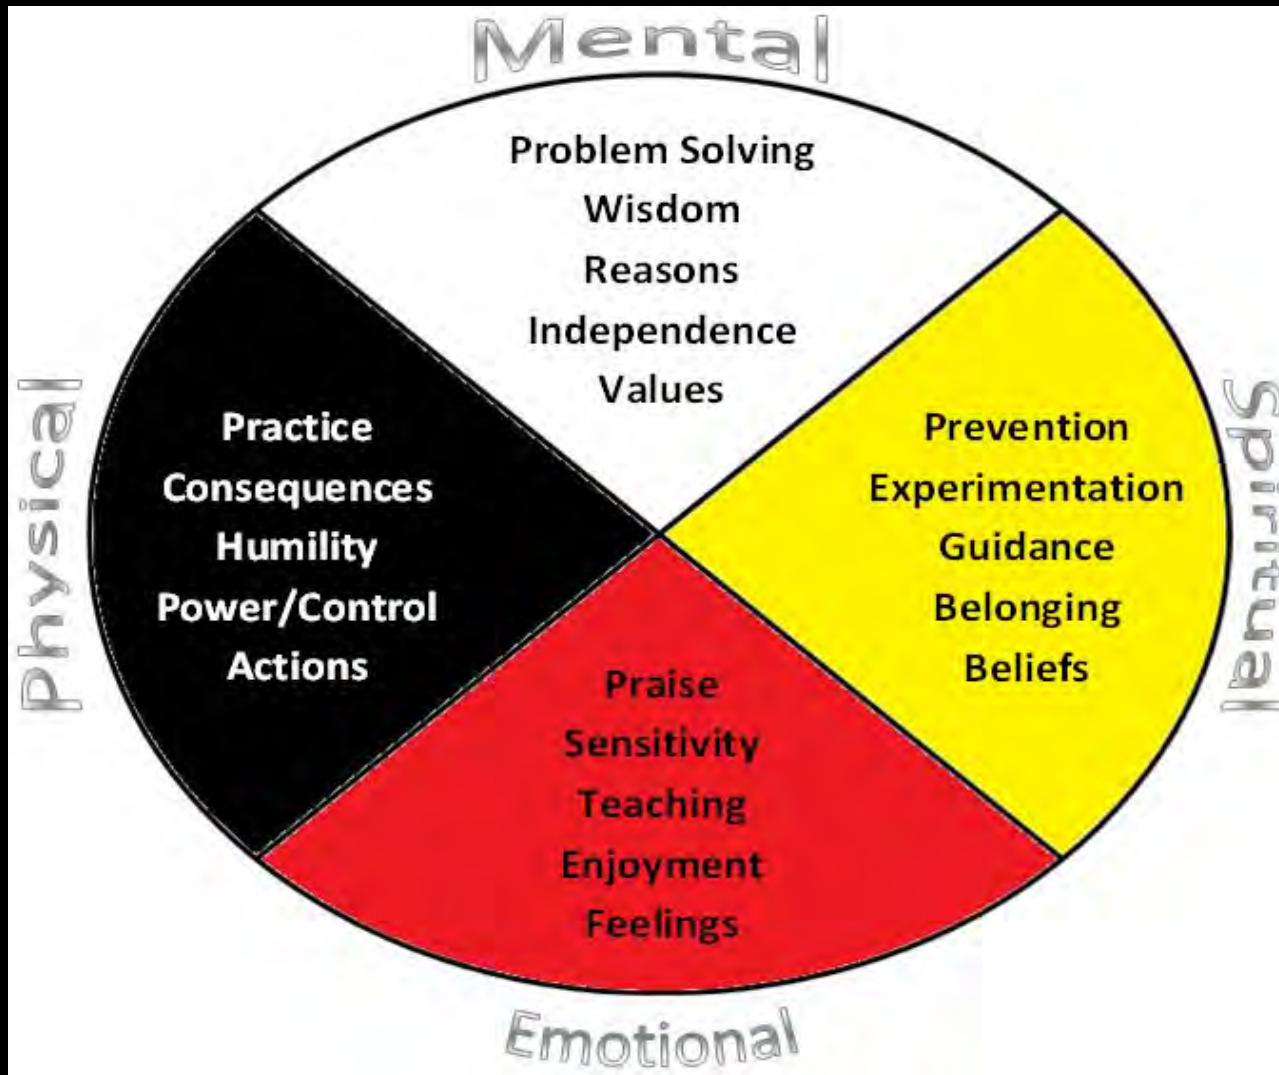 Mental
Problem Solving
Wisdom
Reasons
Independence
Values
Physical
Practice
Consequences
Humility
Power/Control
Actions
Prevention
Experimentation
Guidance
Belonging
Beliefs
Spiritual
Praise
Sensitivity
Teaching
Enjoyment
Feelings
Emotional